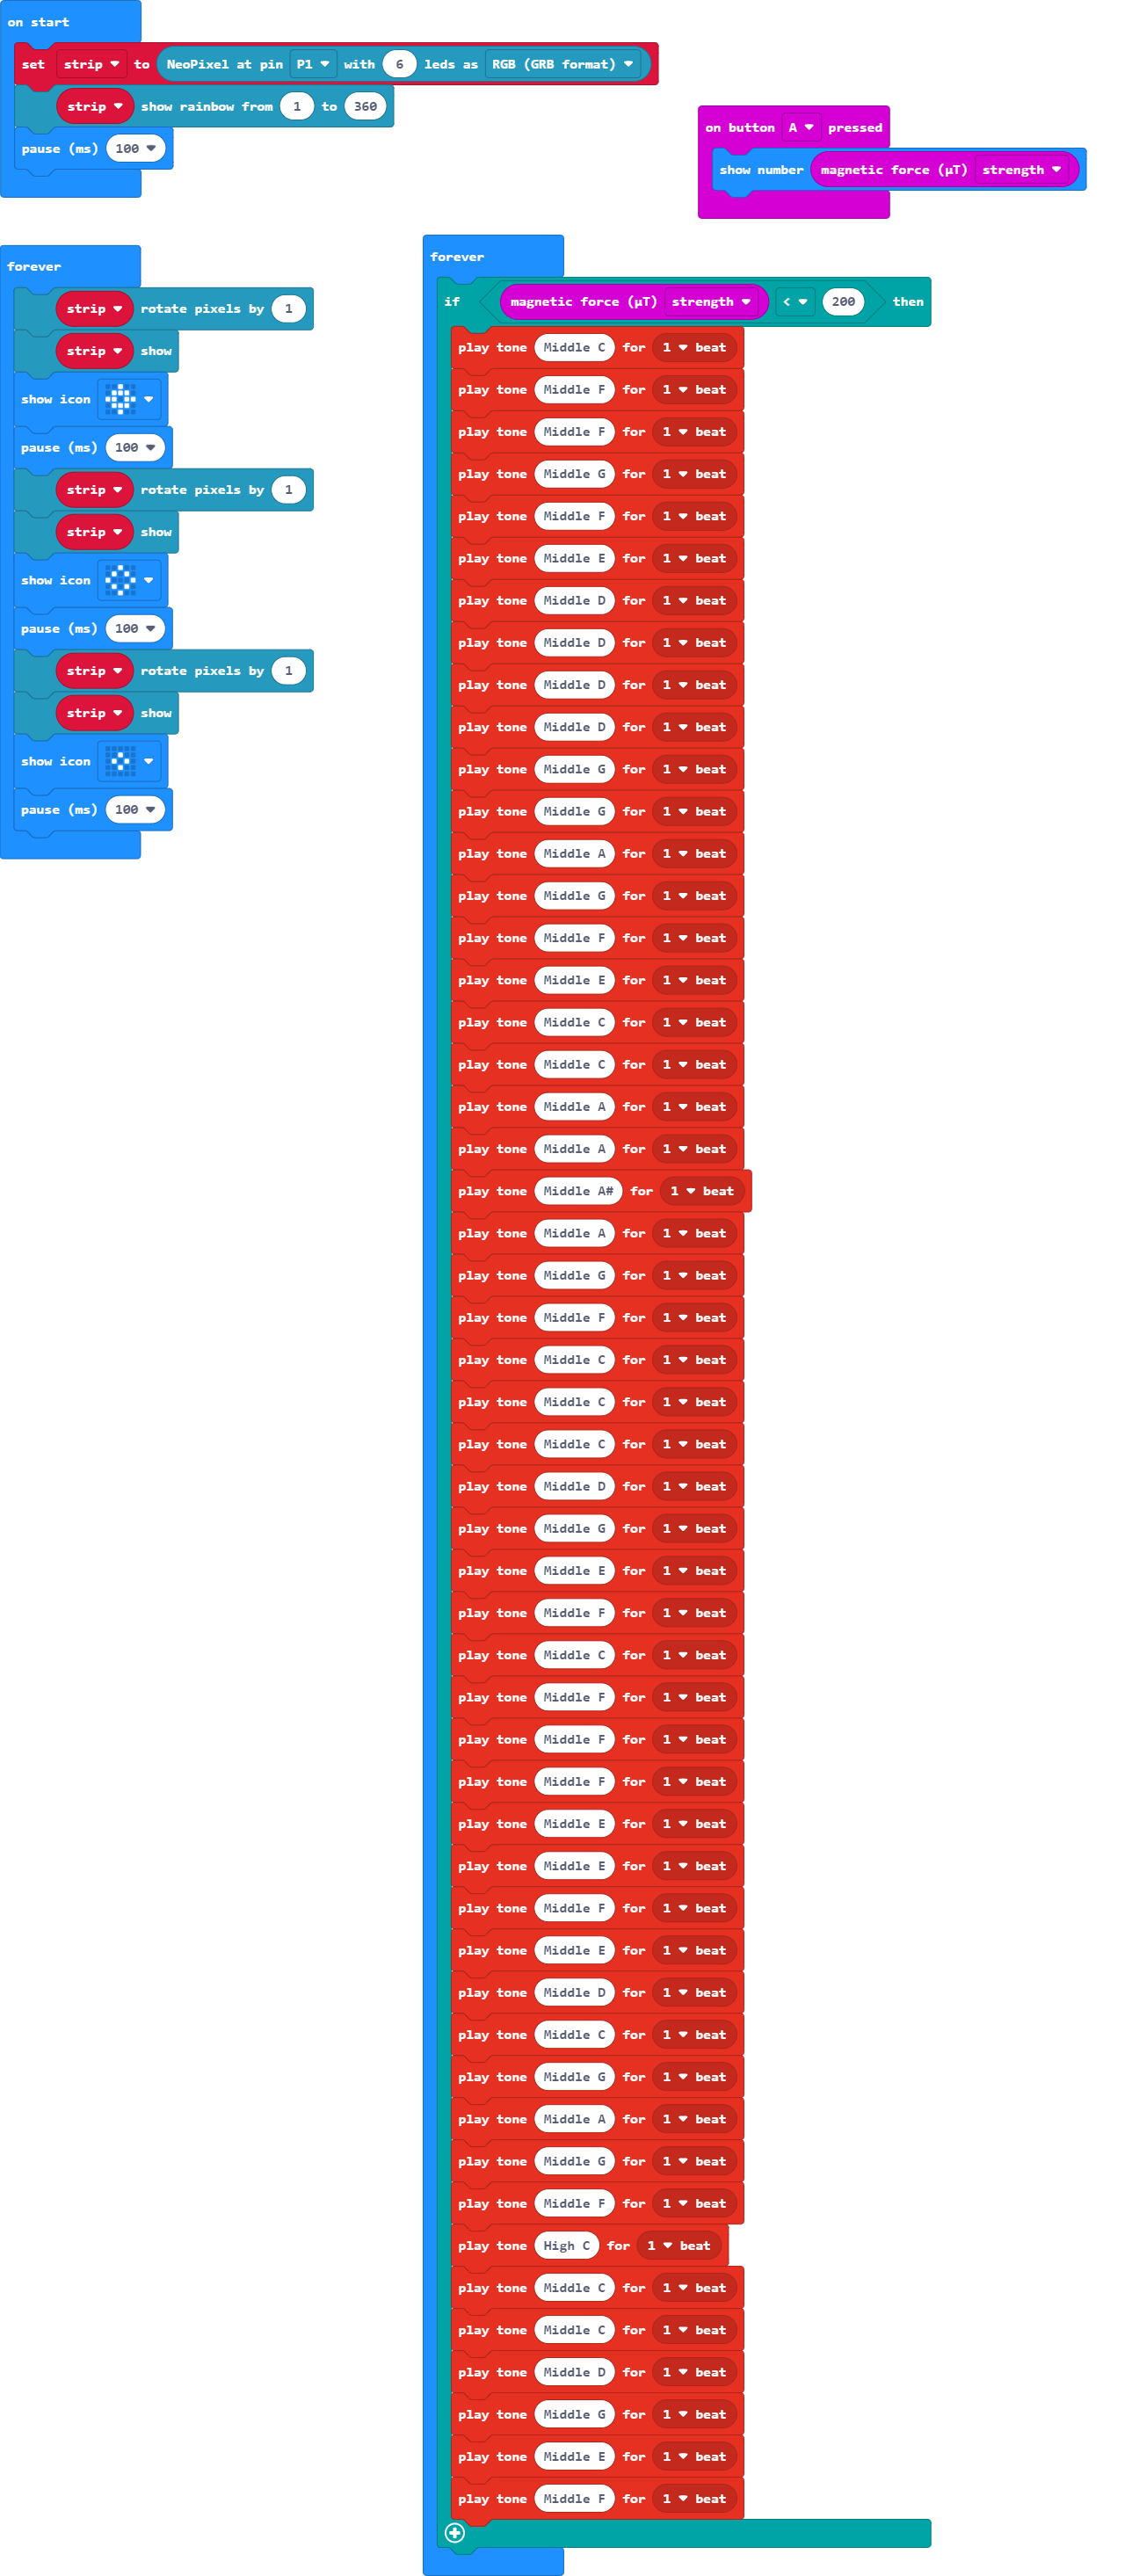 on start
set strip to NeoPixel at pin P1 with 6 leds as RGB (GRB format)
strip show rainbow from 1 to 360
pause (ms) 100
on button A pressed
show number magnetic force (µT) strength
forever
strip rotate pixels by 1
strip show
show icon
pause (ms) 100
strip rotate pixels by 1
strip show
show icon
pause (ms) 100
strip rotate pixels by 1
strip show
show icon
pause (ms) 100
forever
if magnetic force (µT) strength < 200 then
play tone Middle C for 1 beat
play tone Middle F for 1 beat
play tone Middle F for 1 beat
play tone Middle G for 1 beat
play tone Middle F for 1 beat
play tone Middle E for 1 beat
play tone Middle D for 1 beat
play tone Middle D for 1 beat
play tone Middle D for 1 beat
play tone Middle D for 1 beat
play tone Middle G for 1 beat
play tone Middle G for 1 beat
play tone Middle A for 1 beat
play tone Middle G for 1 beat
play tone Middle F for 1 beat
play tone Middle E for 1 beat
play tone Middle C for 1 beat
play tone Middle C for 1 beat
play tone Middle A for 1 beat
play tone Middle A for 1 beat
play tone Middle A# for 1 beat
play tone Middle A for 1 beat
play tone Middle G for 1 beat
play tone Middle F for 1 beat
play tone Middle C for 1 beat
play tone Middle C for 1 beat
play tone Middle C for 1 beat
play tone Middle D for 1 beat
play tone Middle G for 1 beat
play tone Middle E for 1 beat
play tone Middle F for 1 beat
play tone Middle C for 1 beat
play tone Middle F for 1 beat
play tone Middle F for 1 beat
play tone Middle F for 1 beat
play tone Middle E for 1 beat
play tone Middle E for 1 beat
play tone Middle F for 1 beat
play tone Middle E for 1 beat
play tone Middle D for 1 beat
play tone Middle C for 1 beat
play tone Middle G for 1 beat
play tone Middle A for 1 beat
play tone Middle G for 1 beat
play tone Middle F for 1 beat
play tone High C for 1 beat
play tone Middle C for 1 beat
play tone Middle C for 1 beat
play tone Middle D for 1 beat
play tone Middle G for 1 beat
play tone Middle E for 1 beat
play tone Middle F for 1 beat